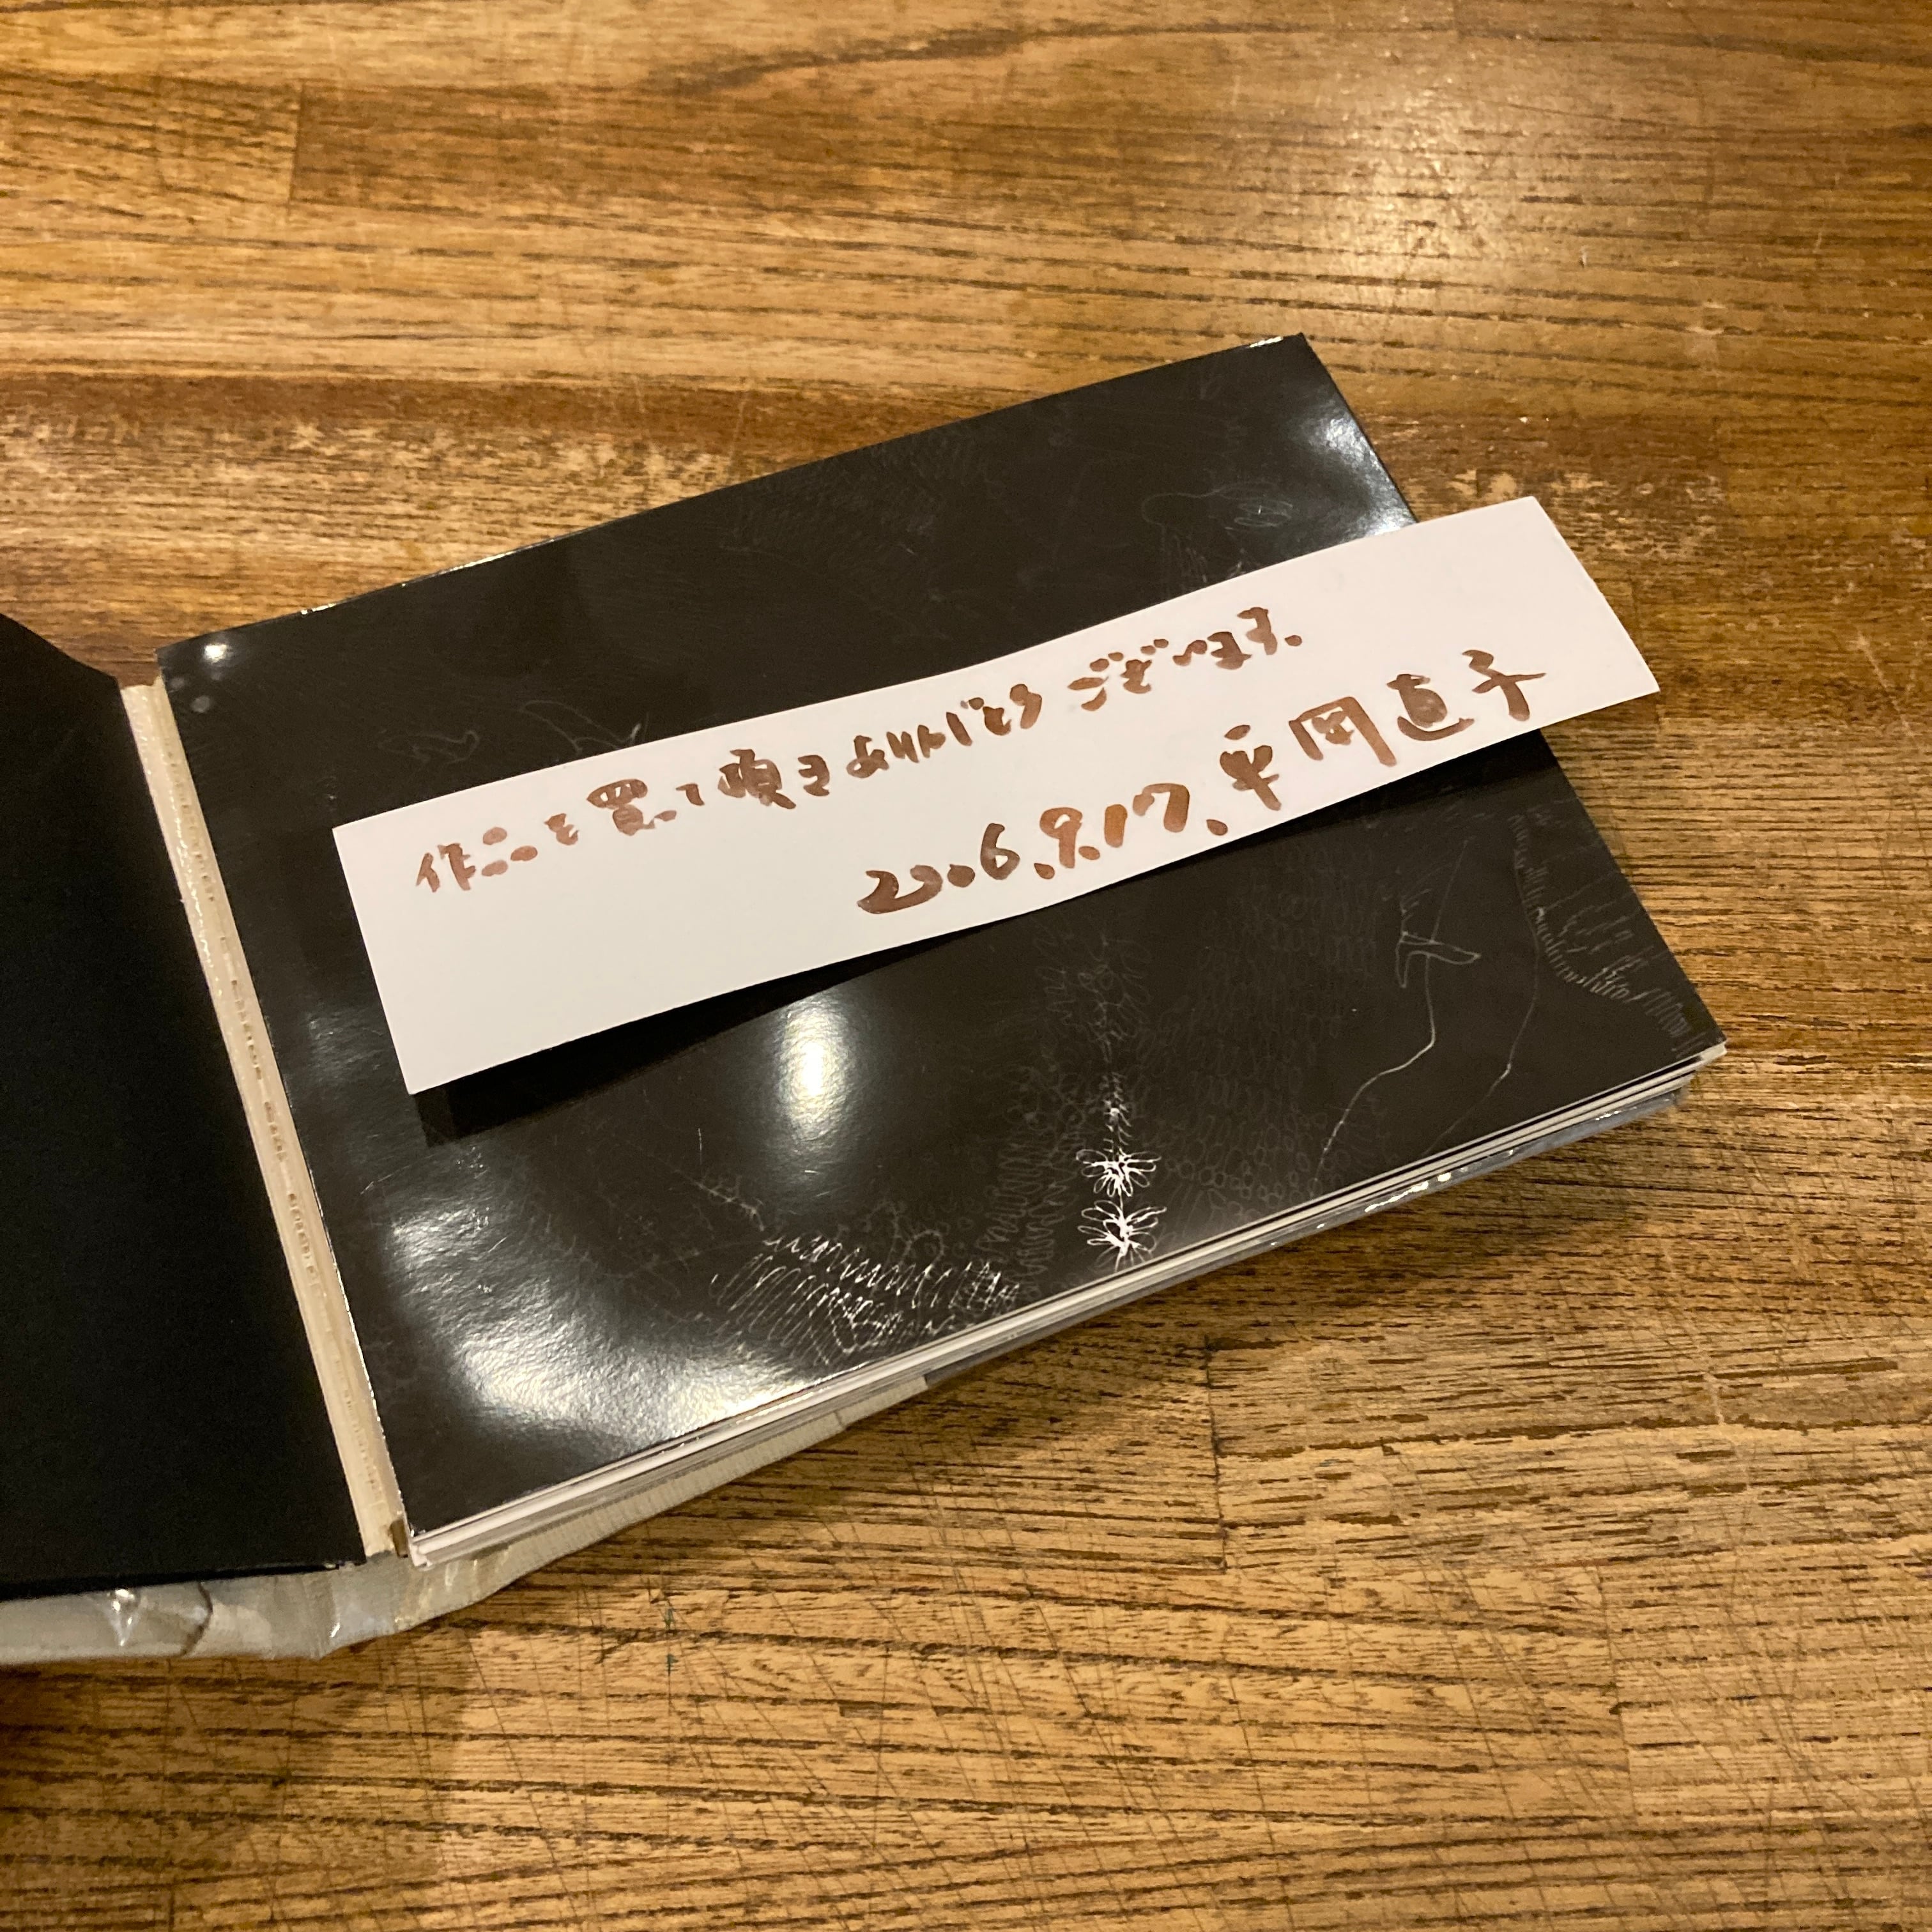 作品を買って頂きありがとうございます.
2006.9.17. 平岡直子